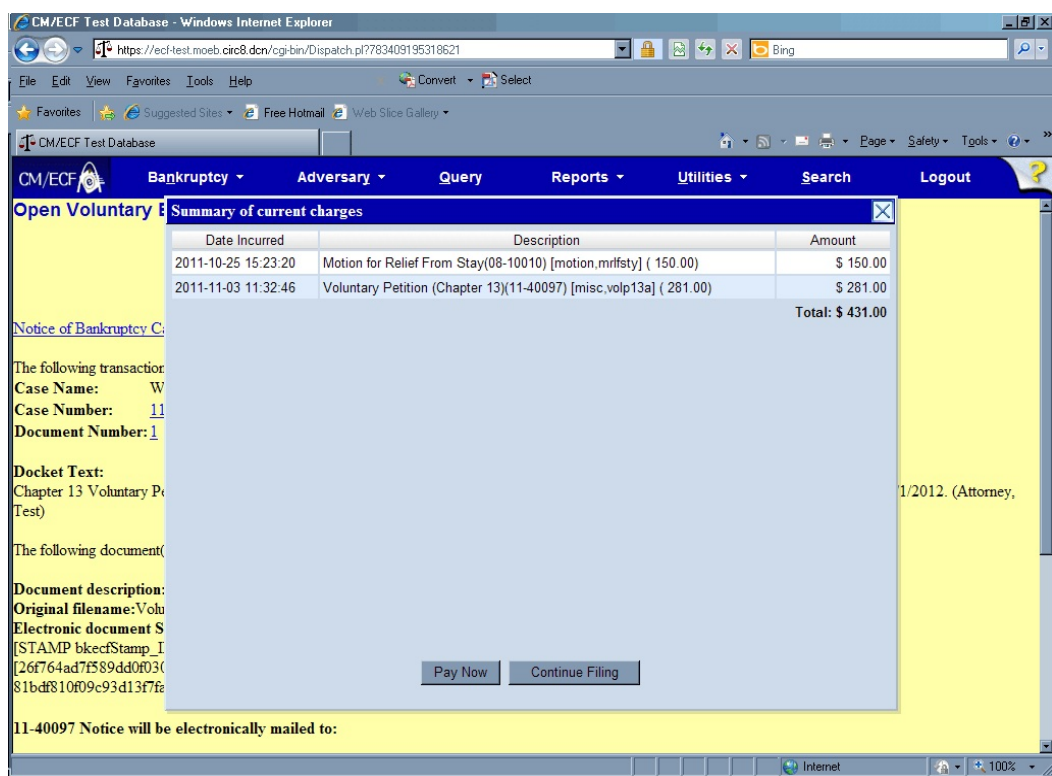 CM/ECF Test Database - Windows Internet Explorer
https://ecf-test.moeb.circ8.dcn/cgi-bin/Dispatch.pl?783409195318621
Bing
File Edit View Favorites Tools Help
Convert Select
Favorites Suggested Sites Free Hotmail Web Slice Gallery
CM/ECF Test Database
Page Safety Tools »
CM/ECF Bankruptcy Adversary Query Reports Utilities Search Logout ?
Open Voluntary
Summary of current charges
Date Incurred Description Amount
2011-10-25 15:23:20 Motion for Relief From Stay(08-10010) [motion,mrlfsty] ( 150.00) $ 150.00
2011-11-03 11:32:46 Voluntary Petition (Chapter 13)(11-40097) [misc,volp13a] ( 281.00) $ 281.00
Total: $ 431.00
Notice of Bankruptcy
The following transaction
Case Name: W
Case Number: 11
Document Number: 1
Docket Text:
Chapter 13 Voluntary Pe /1/2012. (Attorney,
Test)
The following document(
Document description:
Original filename:Volu
Electronic document S
[STAMP bkecfStamp_I
[26f764ad7f589dd0f030
81bdf810f09c93d13f7fa
Pay Now Continue Filing
11-40097 Notice will be electronically mailed to:
Internet 100%